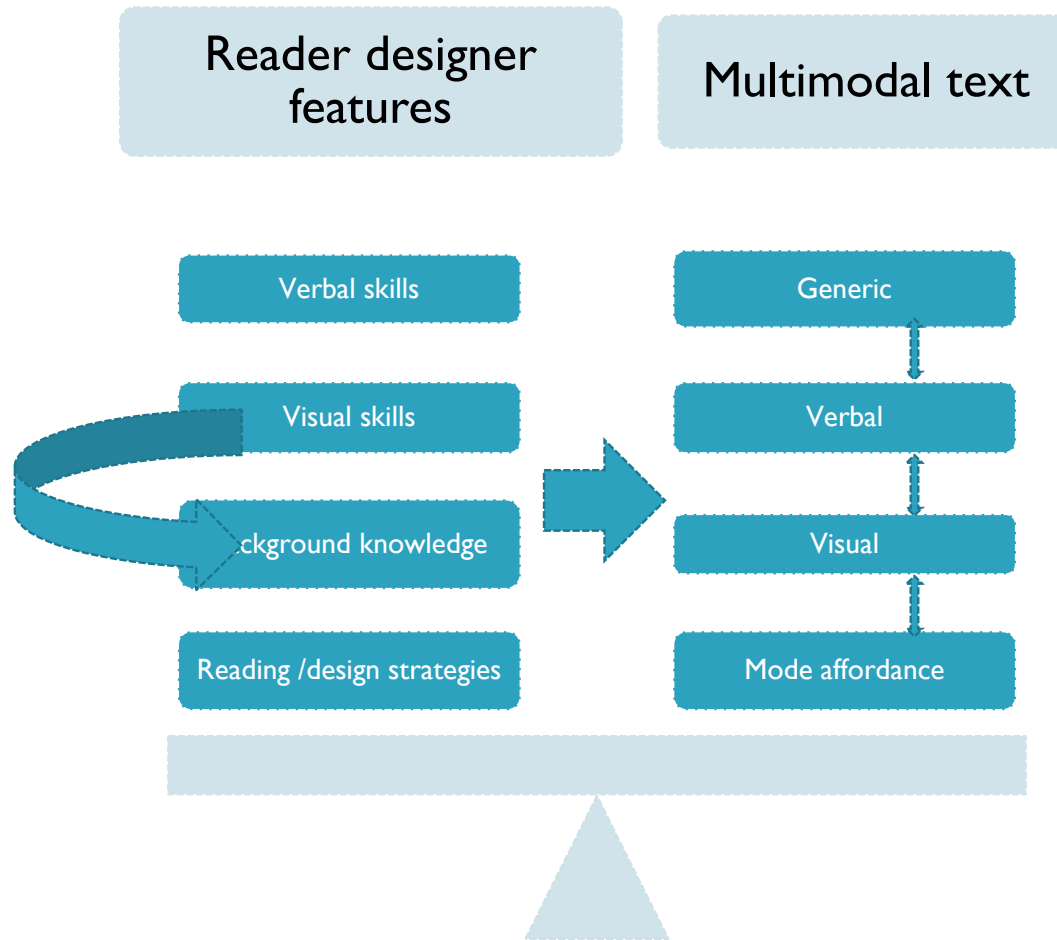 Reader designer
features
Multimodal text
Verbal skills
Visual skills
ckground knowledge
Reading /design strategies
Generic
Verbal
Visual
Mode affordance